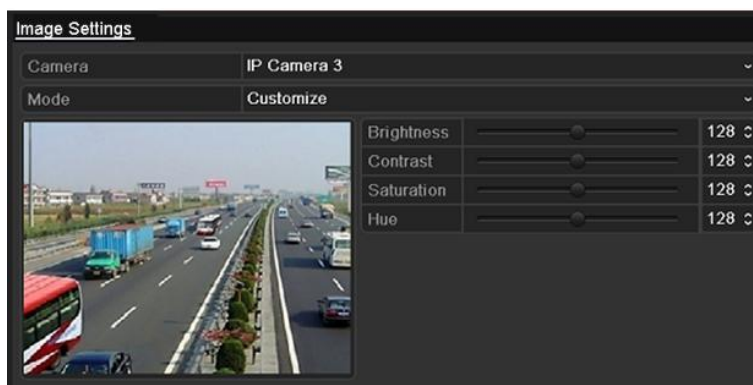 Image Settings
Camera IP Camera 3
Mode Customize
Brightness 128
Contrast 128
Saturation 128
Hue 128